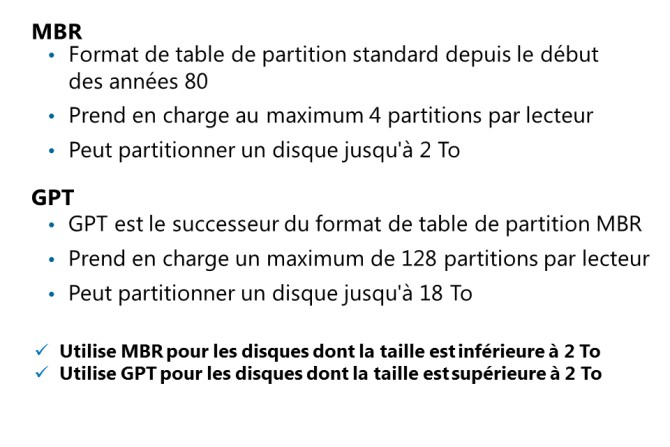 MBR
• Format de table de partition standard depuis le début
des années 80
• Prend en charge au maximum 4 partitions par lecteur
• Peut partitionner un disque jusqu'à 2 To
GPT
• GPT est le successeur du format de table de partition MBR
• Prend en charge un maximum de 128 partitions par lecteur
• Peut partitionner un disque jusqu'à 18 To
✓ Utilise MBR pour les disques dont la taille est inférieure à 2 To
✓ Utilise GPT pour les disques dont la taille est supérieure à 2 To